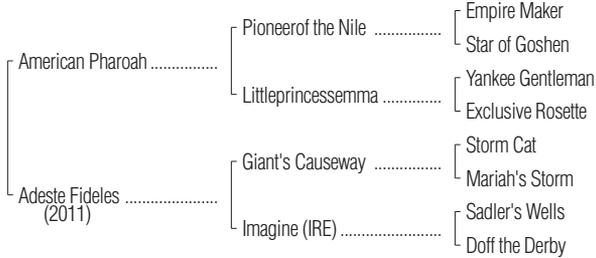 Empire Maker
Pioneerof the Nile ................
Star of Goshen
American Pharoah ................
Yankee Gentleman
Littleprincessemma ..............
Exclusive Rosette
Storm Cat
Giant's Causeway ................
Mariah's Storm
Adeste Fideles ......................
(2011)
Sadler's Wells
Imagine (IRE) ........................
Doff the Derby